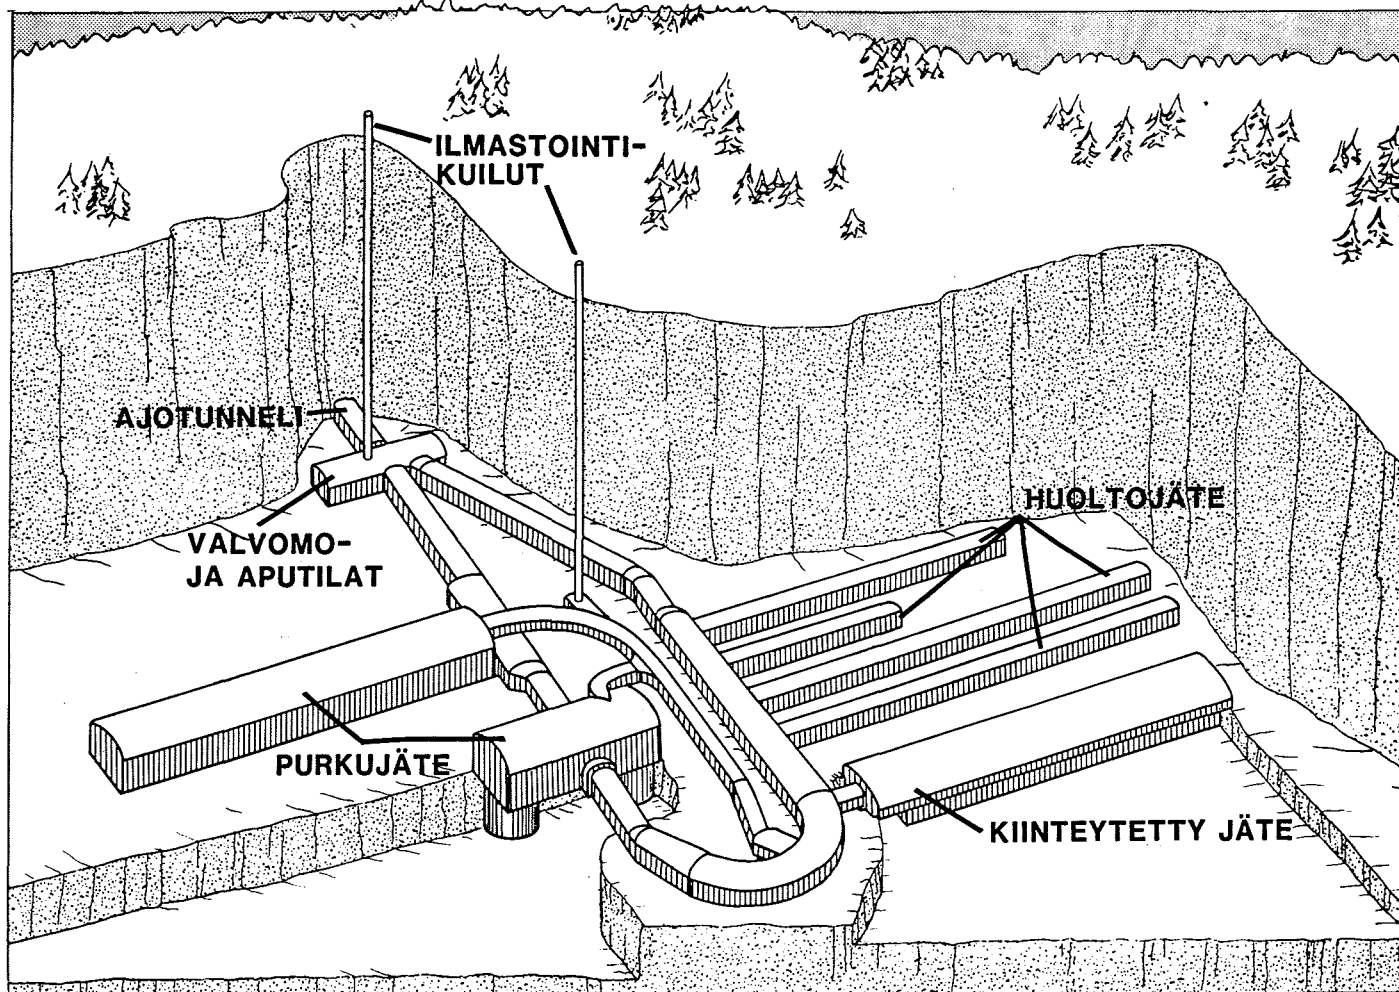 ILMASTOINTI-
KUILUT
AJOTUNNELI
HUOLTOJÄTE
VALVOMO-
JA APUTILAT
PURKUJÄTE
KIINTEYTETTY JÄTE